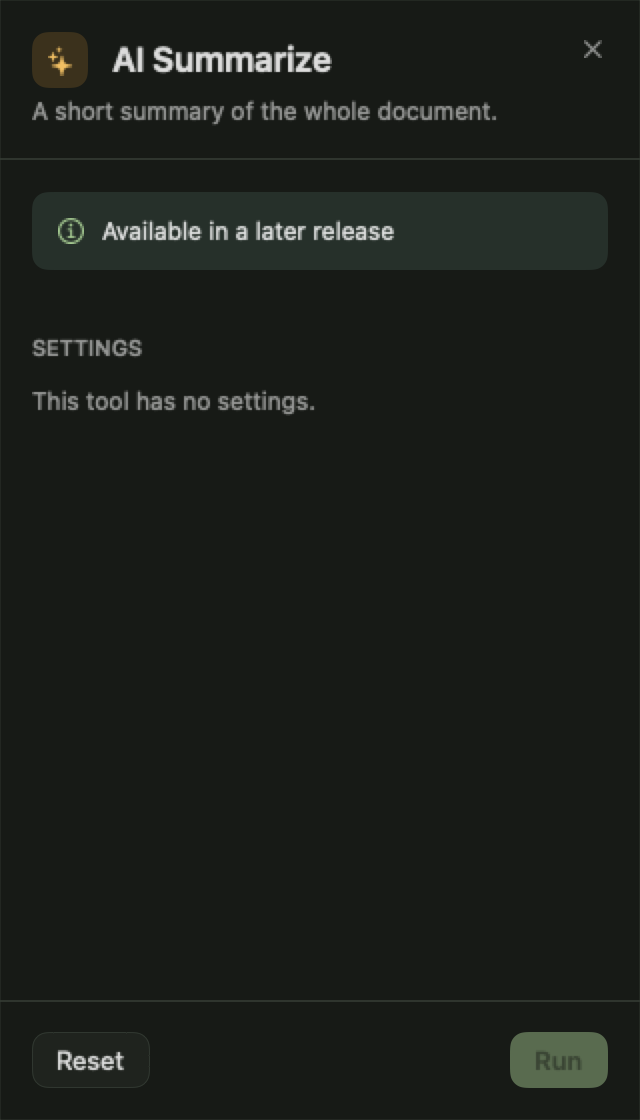 AI Summarize
A short summary of the whole document.
Available in a later release
SETTINGS
This tool has no settings.
Reset
Run